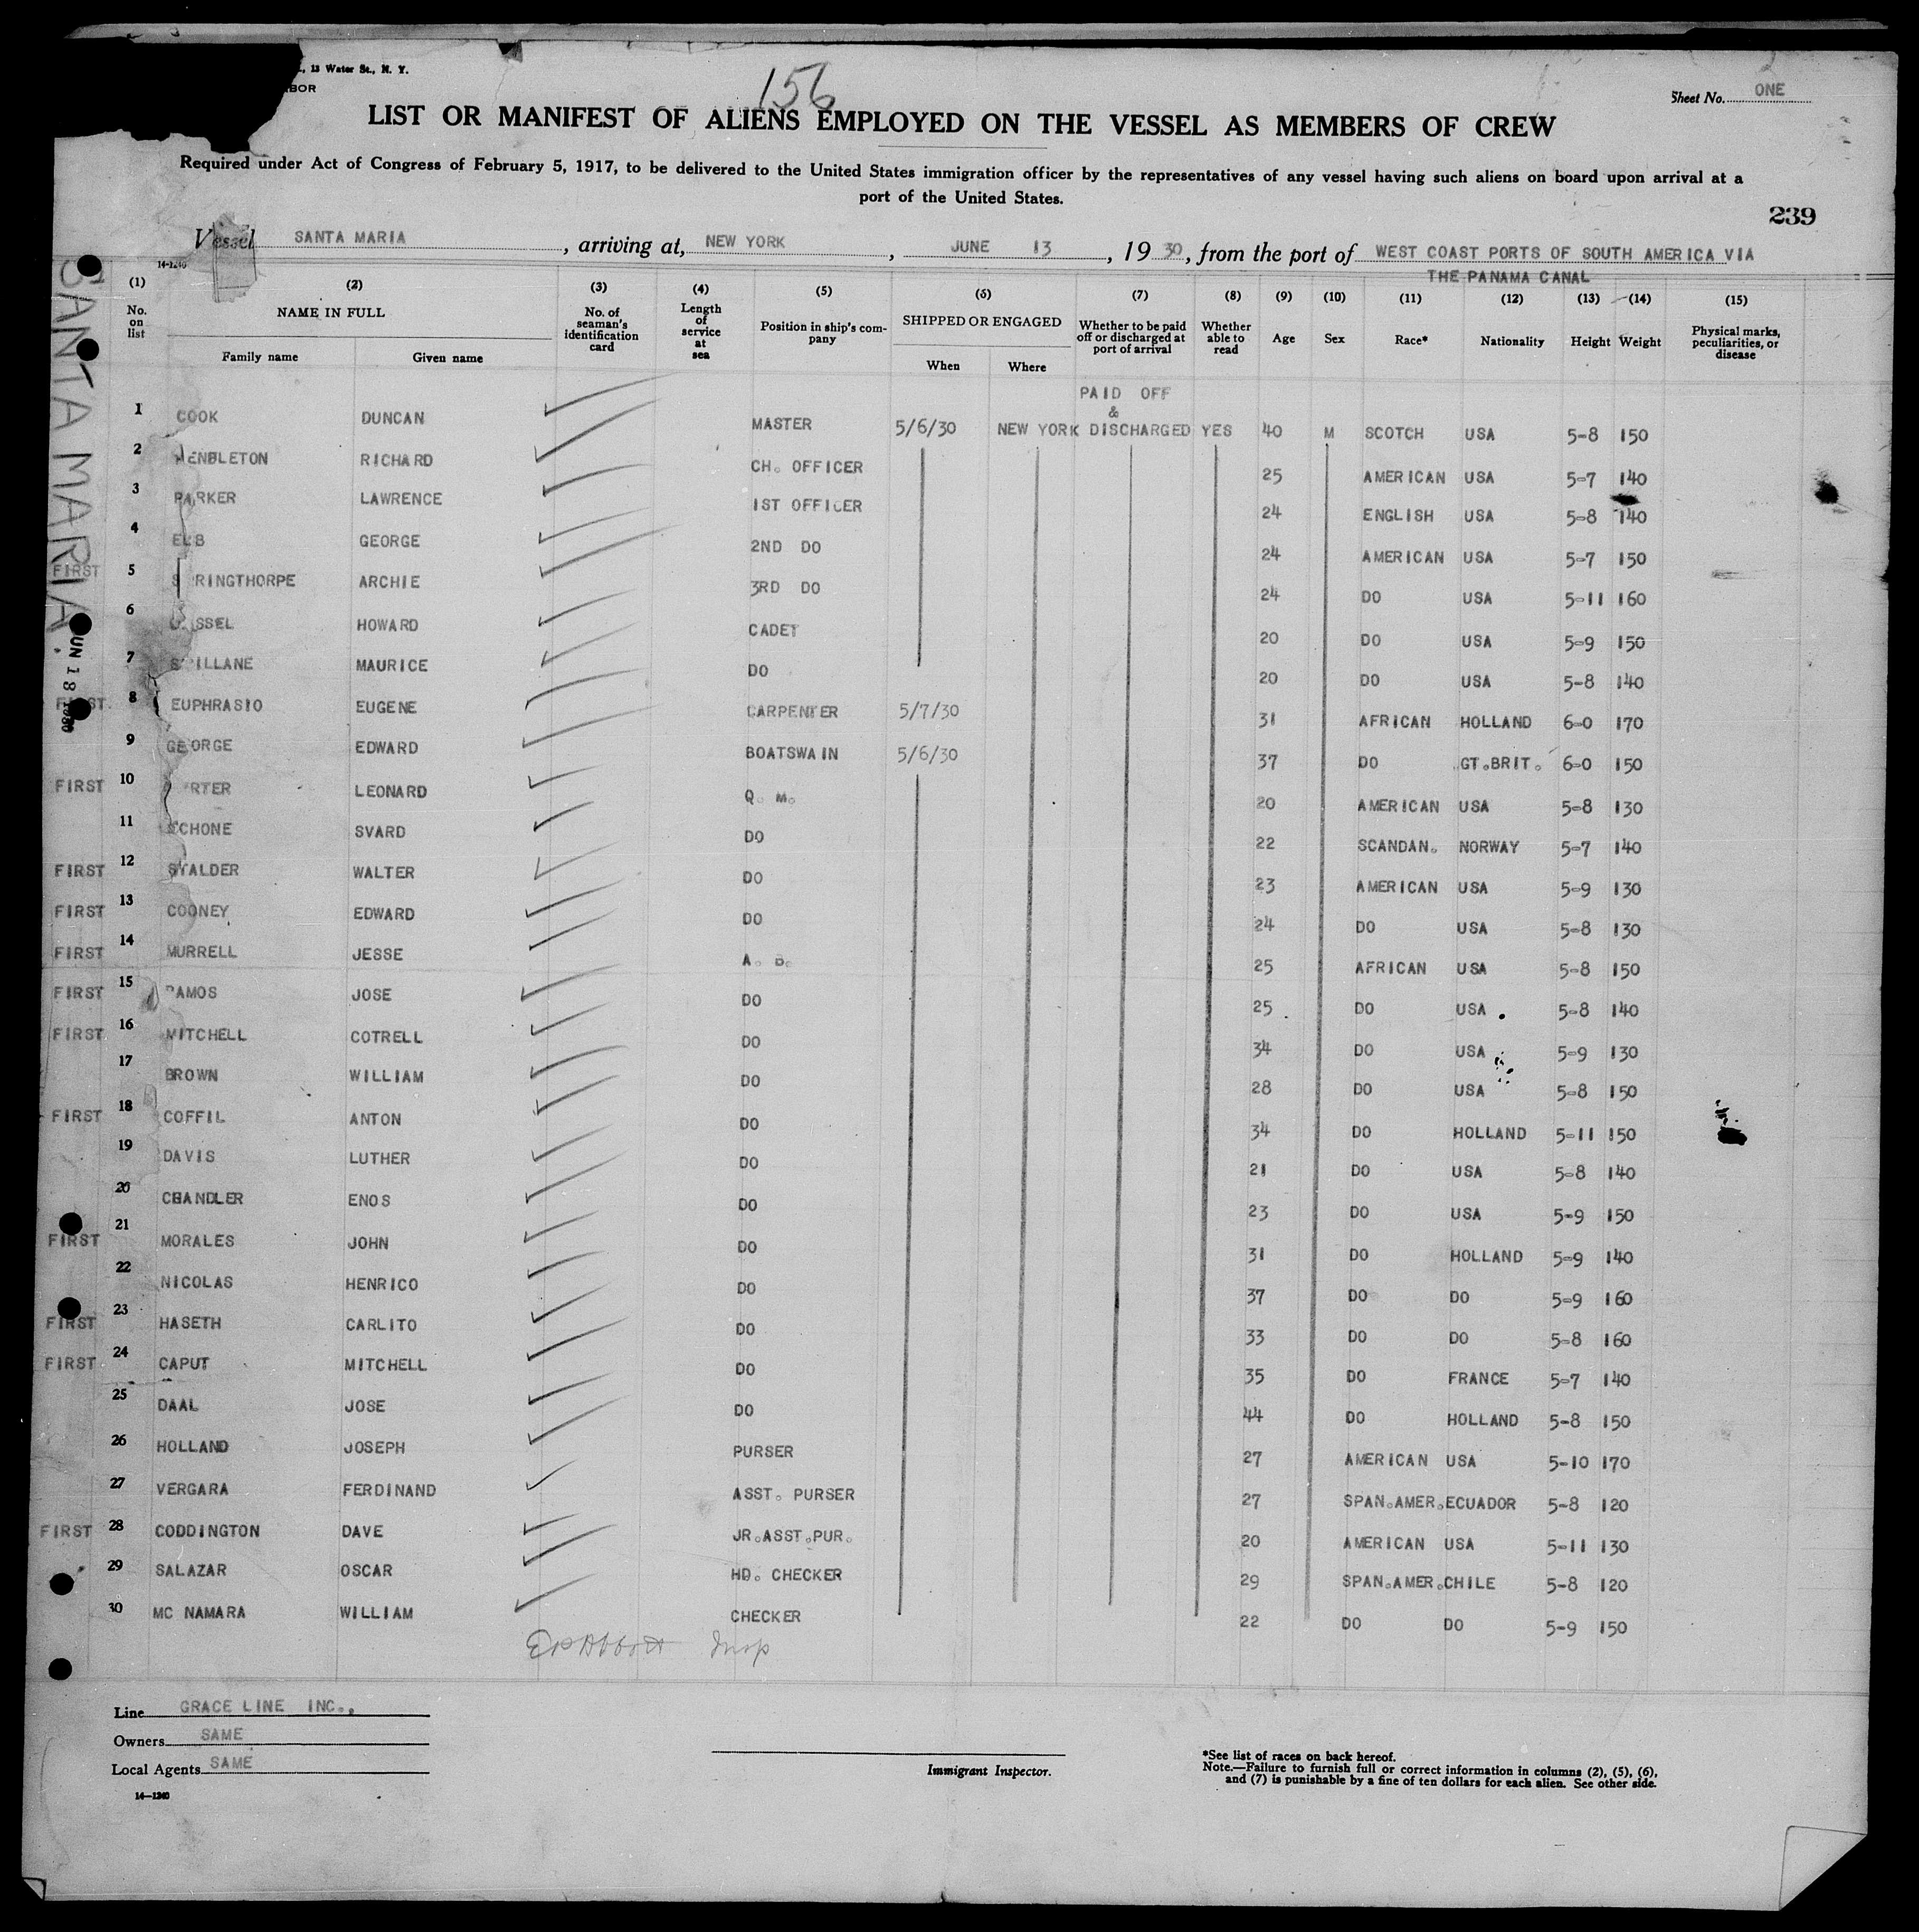 , 13 Water St., N. Y.
BOR
156
Sheet No. ONE
LIST OR MANIFEST OF ALIENS EMPLOYED ON THE VESSEL AS MEMBERS OF CREW
Required under Act of Congress of February 5, 1917, to be delivered to the United States immigration officer by the representatives of any vessel having such aliens on board upon arrival at a
port of the United States.
239
Vessel SANTA MARIA, arriving at, NEW YORK, JUNE 13, 1930, from the port of WEST COAST PORTS OF SOUTH AMERICA VIA
THE PANAMA CANAL
14-1240
SANTA MARIA
UN 18 1930
(1) (2) (3) (4) (5) (6) (7) (8) (9) (10) (11) (12) (13) (14) (15)
No. on list NAME IN FULL No. of seaman's identification card Length of service at sea Position in ship's company SHIPPED OR ENGAGED Whether to be paid off or discharged at port of arrival Whether able to read Age Sex Race* Nationality Height Weight Physical marks, peculiarities, or disease
Family name Given name When Where
PAID OFF
&
1 COOK DUNCAN MASTER 5/6/30 NEW YORK DISCHARGED YES 40 M SCOTCH USA 5-8 150
2 ENDLETON RICHARD CH. OFFICER 25 AMERICAN USA 5-7 140
3 PARKER LAWRENCE 1ST OFFICER 24 ENGLISH USA 5-8 140
4 GEORGE 2ND DO 24 AMERICAN USA 5-7 150
FIRST 5 S RINGTHORPE ARCHIE 3RD DO 24 DO USA 5-11 160
6 SSEL HOWARD CADET 20 DO USA 5-9 150
7 S ILLANE MAURICE DO 20 DO USA 5-8 140
FIRST 8 EUPHRASIO EUGENE CARPENTER 5/7/30 31 AFRICAN HOLLAND 6-0 170
9 GEORGE EDWARD BOATSWAIN 5/6/30 37 DO GT.BRIT. 6-0 150
FIRST 10 RTER LEONARD Q. M. 20 AMERICAN USA 5-8 130
11 CHONE SVARD DO 22 SCANDAN. NORWAY 5-7 140
FIRST 12 STALDER WALTER DO 23 AMERICAN USA 5-9 130
FIRST 13 COONEY EDWARD DO 24 DO USA 5-8 130
FIRST 14 MURRELL JESSE A. B. 25 AFRICAN USA 5-8 150
FIRST 15 RAMOS JOSE DO 25 DO USA 5-8 140
FIRST 16 MITCHELL COTRELL DO 34 DO USA 5-9 130
17 BROWN WILLIAM DO 28 DO USA 5-8 150
FIRST 18 COFFIL ANTON DO 34 DO HOLLAND 5-11 150
19 DAVIS LUTHER DO 21 DO USA 5-8 140
20 CHANDLER ENOS DO 23 DO USA 5-9 150
FIRST 21 MORALES JOHN DO 31 DO HOLLAND 5-9 140
22 NICOLAS HENRICO DO 37 DO DO 5-9 160
FIRST 23 HASETH CARLITO DO 33 DO DO 5-8 160
FIRST 24 CAPUT MITCHELL DO 35 DO FRANCE 5-7 140
25 DAAL JOSE DO 44 DO HOLLAND 5-8 150
26 HOLLAND JOSEPH PURSER 27 AMERICAN USA 5-10 170
27 VERGARA FERDINAND ASST. PURSER 27 SPAN.AMER.ECUADOR 5-8 120
FIRST 28 CODDINGTON DAVE JR.ASST.PUR. 20 AMERICAN USA 5-11 130
29 SALAZAR OSCAR HD. CHECKER 29 SPAN.AMER.CHILE 5-8 120
30 MC NAMARA WILLIAM CHECKER 22 DO DO 5-9 150
Abbott Insp
Line GRACE LINE INC.,
Owners SAME
Local Agents SAME
14—1240
Immigrant Inspector.
*See list of races on back hereof.
Note.—Failure to furnish full or correct information in columns (2), (5), (6),
and (7) is punishable by a fine of ten dollars for each alien. See other side.